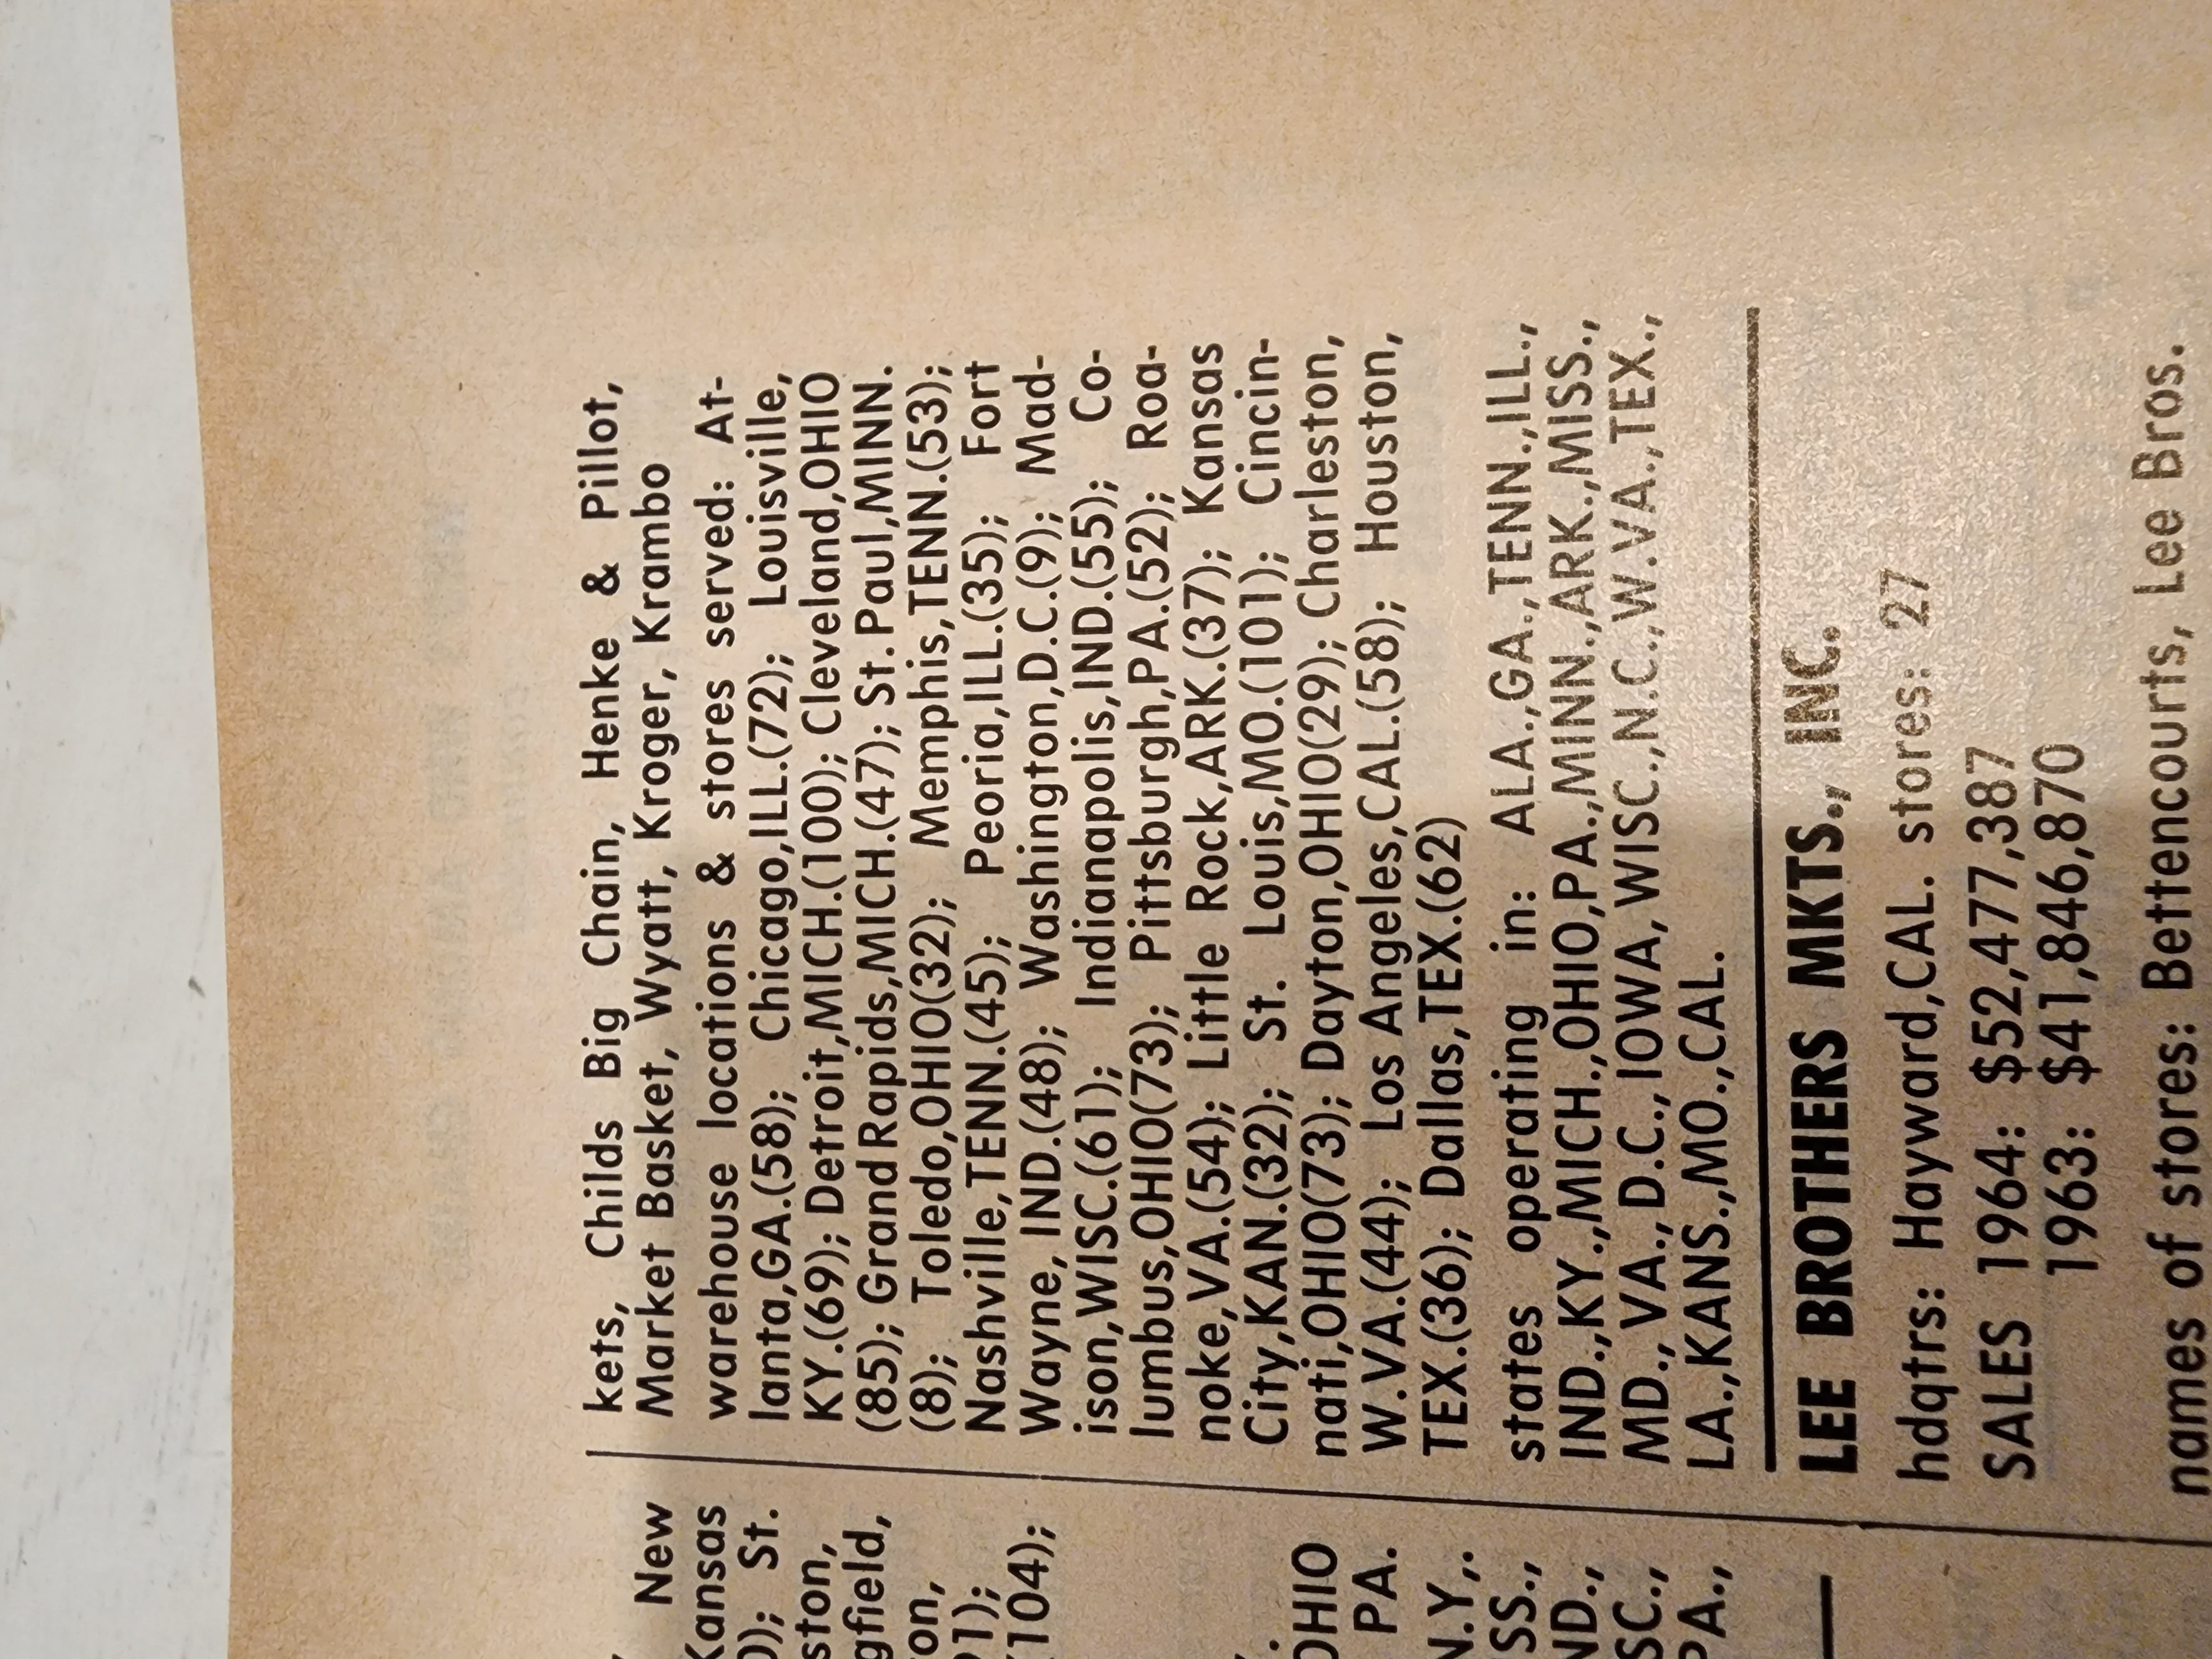 kets, Childs Big Chain, Henke & Pillot,
Market Basket, Wyatt, Kroger, Krambo
warehouse locations & stores served: At-
lanta,GA.(58); Chicago,ILL.(72); Louisville,
KY.(69); Detroit,MICH.(100); Cleveland,OHIO
(85); Grand Rapids,MICH.(47); St.Paul,MINN.
(8); Toledo,OHIO(32); Memphis,TENN.(53);
Nashville,TENN.(45); Peoria,ILL.(35); Fort
Wayne, IND.(48); Washington,D.C.(9); Mad-
ison,WISC.(61); Indianapolis,IND.(55); Co-
lumbus,OHIO(73); Pittsburgh,PA.(52); Roa-
noke,VA.(54); Little Rock,ARK.(37); Kansas
City,KAN.(32); St. Louis,MO.(101); Cincin-
nati,OHIO(73); Dayton,OHIO(29); Charleston,
W.VA.(44); Los Angeles,CAL.(58); Houston,
TEX.(36); Dallas,TEX.(62)
states operating in: ALA.,GA.,TENN.,ILL.,
IND.,KY.,MICH.,OHIO,PA.,MINN.,ARK.,MISS.,
MD., VA., D.C., IOWA, WISC.,N.C.,W.VA.,TEX.,
LA.,KANS.,MO.,CAL.
LEE BROTHERS MKTS., INC.
hdqtrs: Hayward,CAL. stores: 27
SALES 1964: $52,477,387
1963: $41,846,870
names of stores: Bettencourts, Lee Bros.
New
Kansas
St.
(104);
OHIO
PA.
N.Y.,